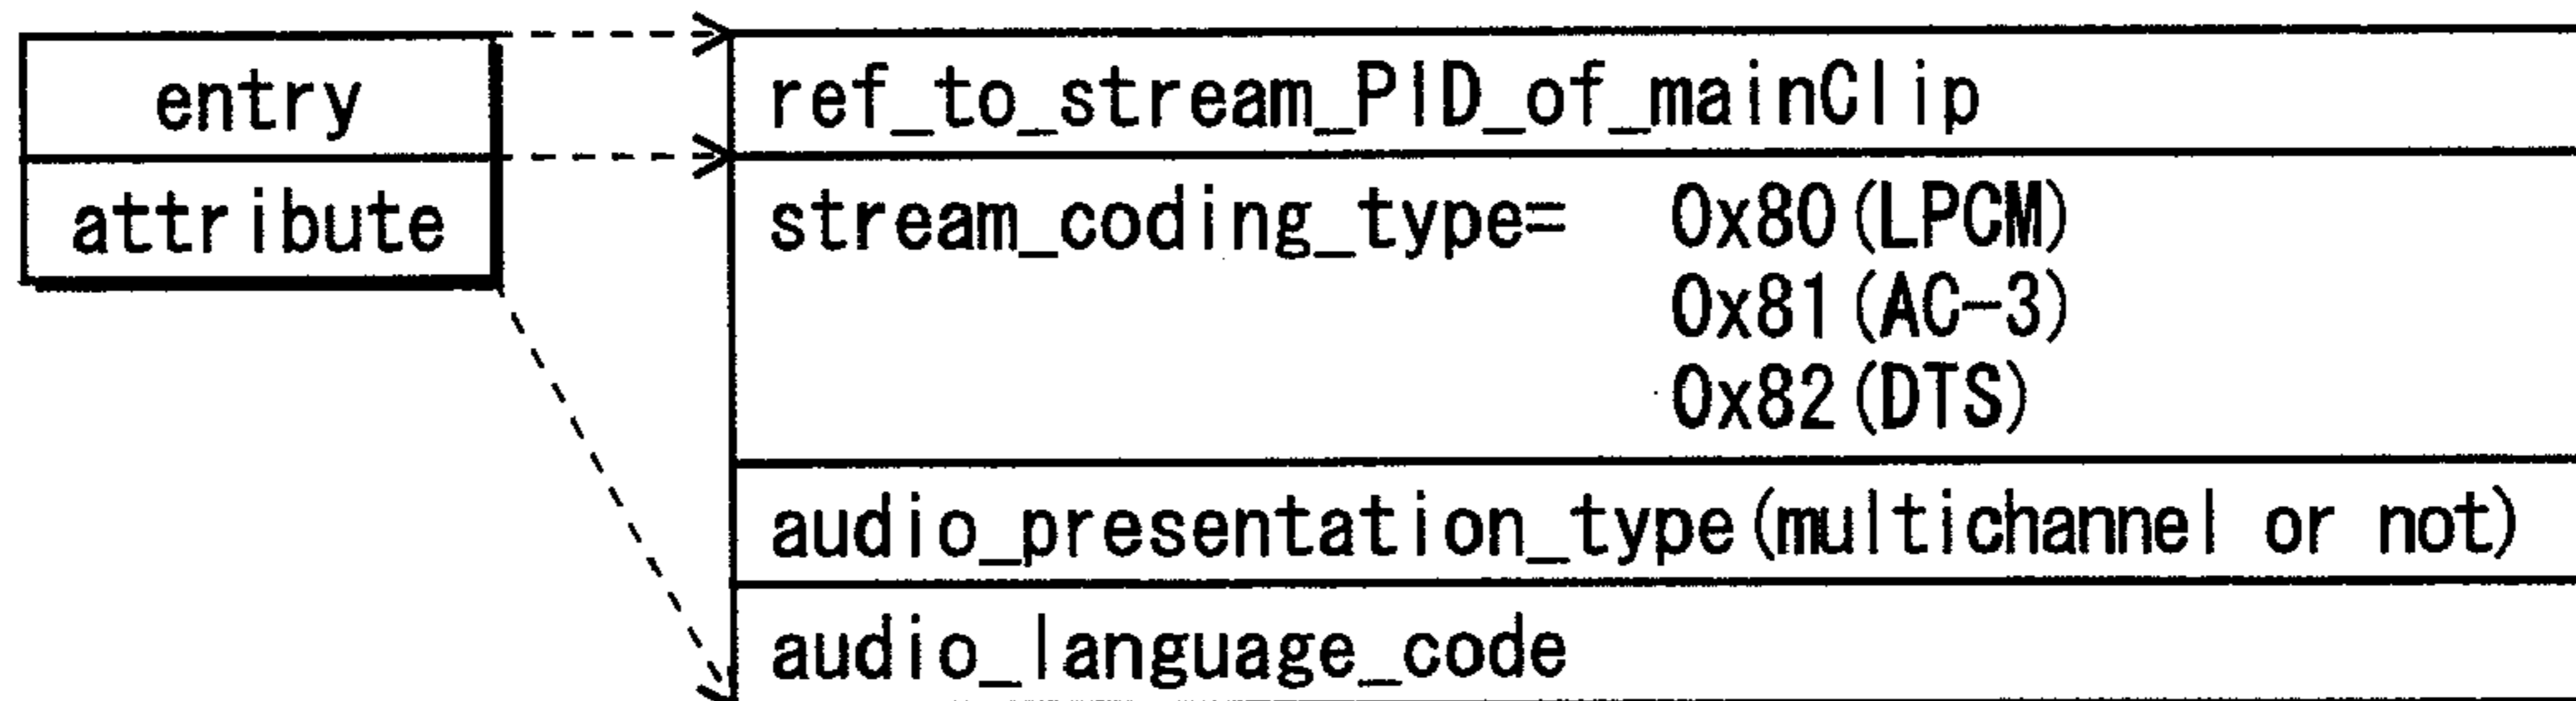 entry
attribute
ref_to_stream_PID_of_mainClip
stream_coding_type= 0x80(LPCM)
0x81(AC-3)
0x82(DTS)
audio_presentation_type(multichannel or not)
audio_language_code